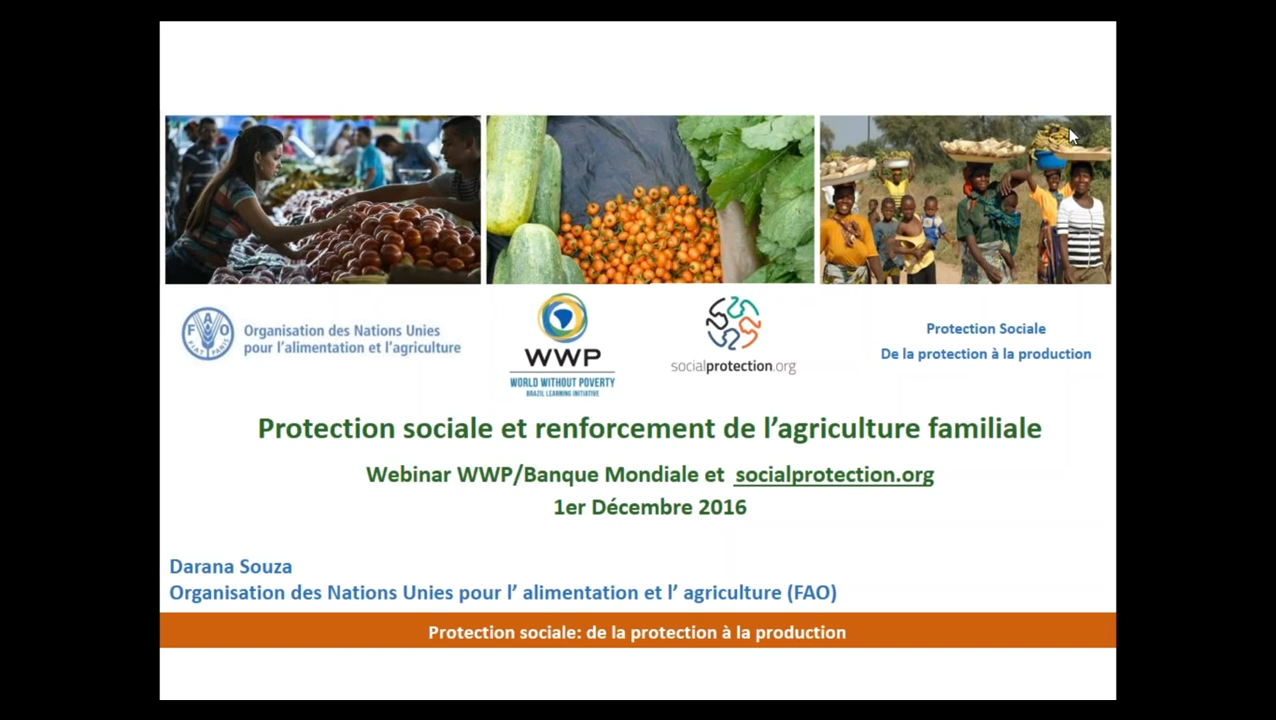 FAO
FIAT PANIS
Organisation des Nations Unies
pour l'alimentation et l'agriculture
WWP
WORLD WITHOUT POVERTY
BRAZIL LEARNING INITIATIVE
socialprotection.org
Protection Sociale
De la protection à la production
Protection sociale et renforcement de l'agriculture familiale
Webinar WWP/Banque Mondiale et socialprotection.org
1er Décembre 2016
Darana Souza
Organisation des Nations Unies pour l' alimentation et l' agriculture (FAO)
Protection sociale: de la protection à la production